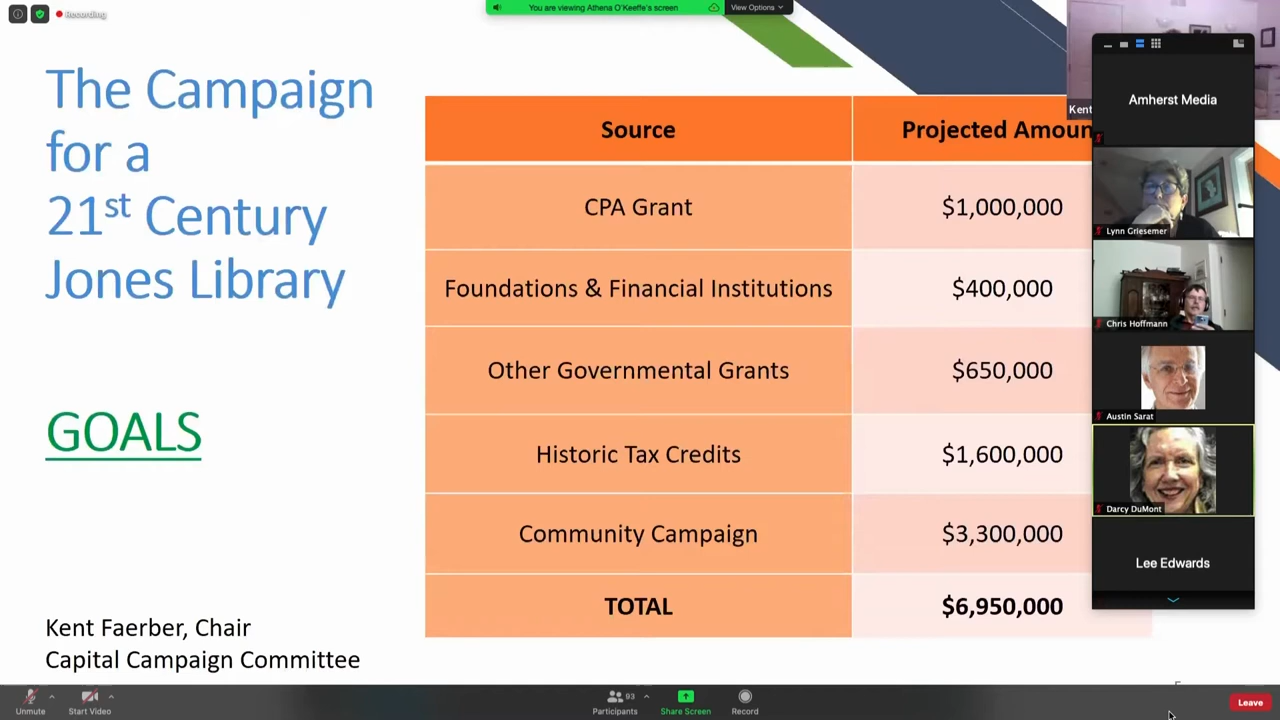 Recording
You are viewing Athena O'Keeffe's screen
View Options
The Campaign
for a
21st Century
Jones Library
GOALS
Kent Faerber, Chair
Capital Campaign Committee
Source
Projected Amoun
CPA Grant
$1,000,000
Foundations & Financial Institutions
$400,000
Other Governmental Grants
$650,000
Historic Tax Credits
$1,600,000
Community Campaign
$3,300,000
TOTAL
$6,950,000
Kent
Amherst Media
Lynn Griesemer
Chris Hoffmann
Austin Sarat
Darcy DuMont
Lee Edwards
Unmute
Start Video
93
Participants
Share Screen
Record
Leave